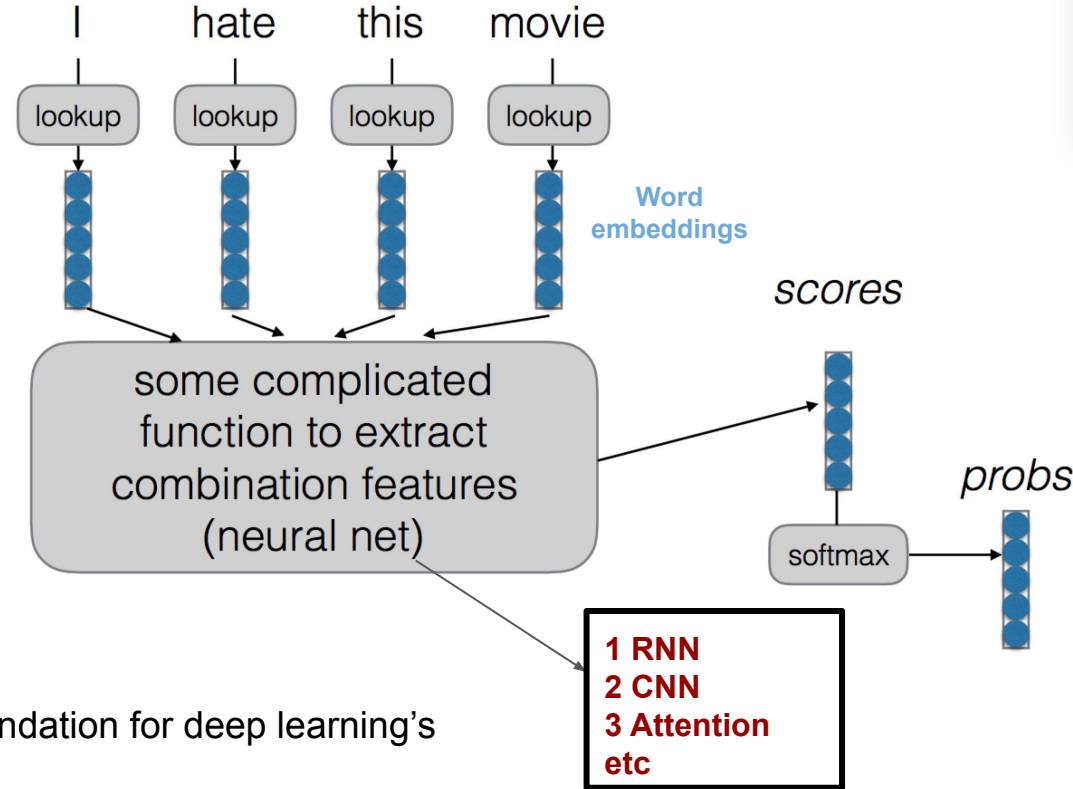 I hate this movie
lookup lookup lookup lookup
Word
embeddings
scores
some complicated
function to extract
combination features
(neural net)
probs
softmax
1 RNN
2 CNN
3 Attention
etc
for deep learning's